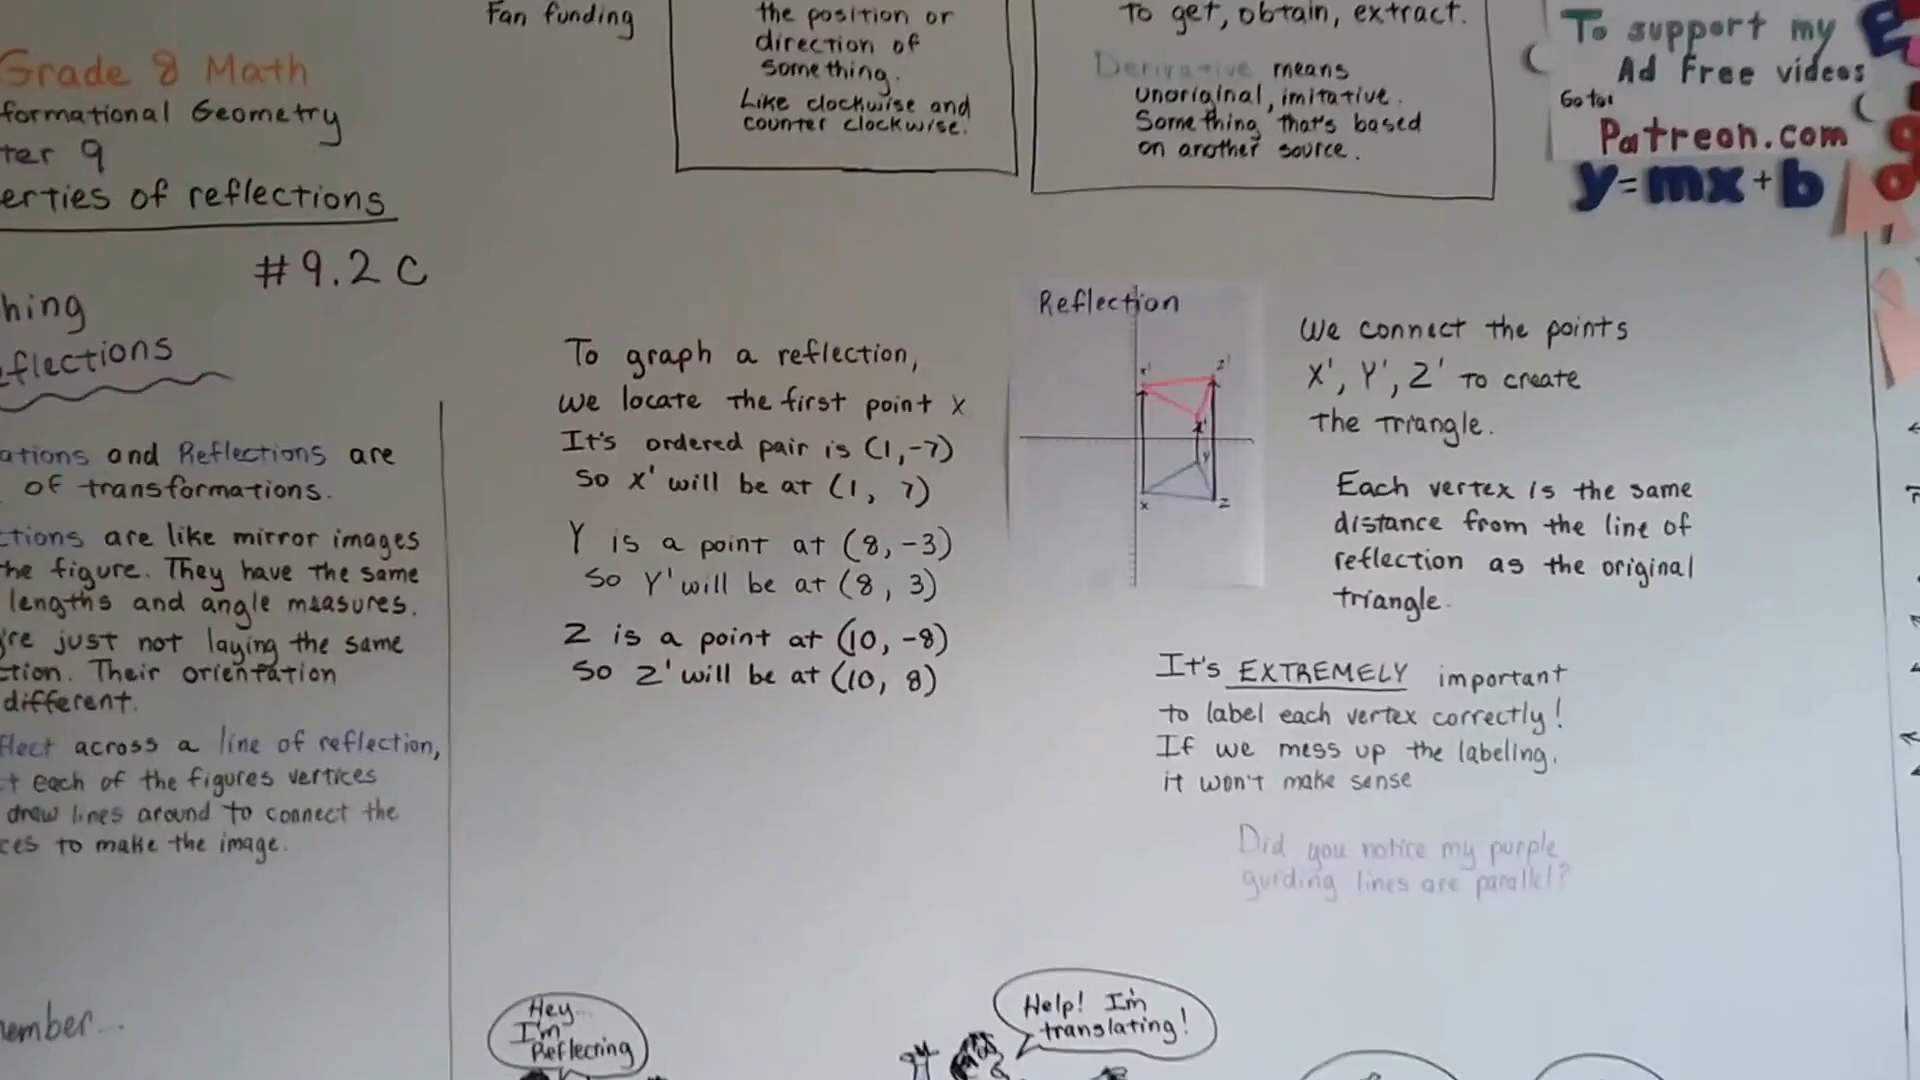 Grade 8 Math
formational Geometry
ter 9
erties of reflections
#9.2 C
hing
eflections
ations and Reflections are
of transformations.
ctions are like mirror images
he figure. They have the same
lengths and angle measures.
're just not laying the same
ction. Their orientation
different.
flect across a line of reflection,
t each of the figures vertices
draw lines around to connect the
ces to make the image.
member...
Fan funding
the position or
direction of
something.
Like clockwise and
counter clockwise.
To get, obtain, extract.
Derivative means
unoriginal, imitative.
Something that's based
on another source.
To support my
Ad Free videos
Go to:
Patreon.com
y=mx+b
To graph a reflection,
we locate the first point X
It's ordered pair is (1,-7)
So X' will be at (1, 7)
Y is a point at (8,-3)
So Y' will be at (8, 3)
Z is a point at (10,-8)
So Z' will be at (10, 8)
Reflection
X' Z'
Y
X Z
We connect the points
X', Y', Z' to create
the triangle.
Each vertex is the same
distance from the line of
reflection as the original
triangle.
It's EXTREMELY important
to label each vertex correctly!
If we mess up the labeling,
it won't make sense
Did you notice my purple
guiding lines are parallel?
Hey...
I'm
Reflecting
Help! I'm
translating!